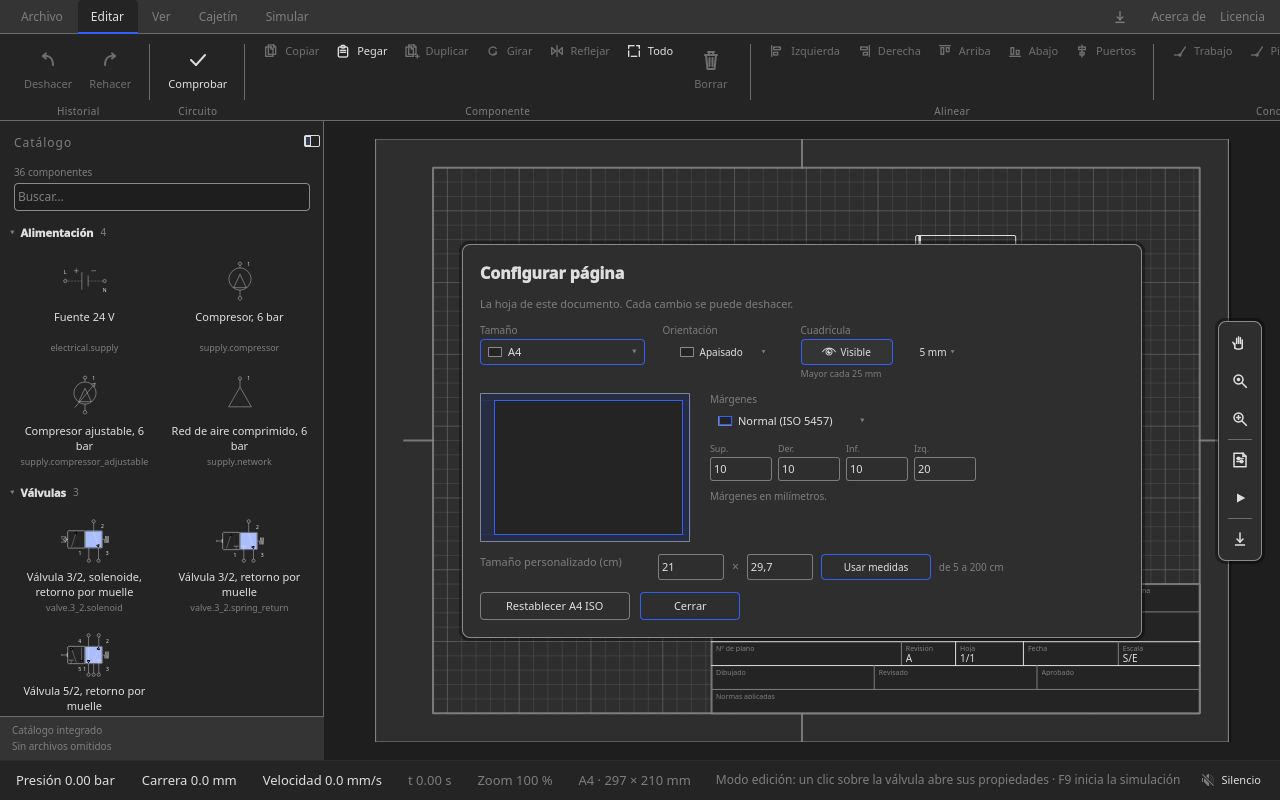 Archivo Editar Ver Cajetín Simular Acerca de Licencia
Deshacer Rehacer Comprobar Copiar Pegar Duplicar Girar Reflejar Todo Borrar Izquierda Derecha Arriba Abajo Puertos Trabajo
Historial Circuito Componente Alinear
Catálogo
36 componentes
Buscar...
Alimentación 4
Fuente 24 V
electrical.supply
Compresor, 6 bar
supply.compressor
Compresor ajustable, 6 bar
supply.compressor_adjustable
Red de aire comprimido, 6 bar
supply.network
Válvulas 3
Válvula 3/2, solenoide, retorno por muelle
valve.3_2.solenoid
Válvula 3/2, retorno por muelle
valve.3_2.spring_return
Válvula 5/2, retorno por muelle
Catálogo integrado
Sin archivos omitidos
Configurar página
La hoja de este documento. Cada cambio se puede deshacer.
Tamaño Orientación Cuadrícula
A4 Apaisado Visible 5 mm
Mayor cada 25 mm
Márgenes
Normal (ISO 5457)
Sup. Der. Inf. Izq.
10 10 10 20
Márgenes en milímetros.
Tamaño personalizado (cm) 21 × 29,7 Usar medidas de 5 a 200 cm
Restablecer A4 ISO Cerrar
Nº de plano Revisión Hoja Fecha Escala
A 1/1 S/E
Dibujado Revisado Aprobado
Normas aplicadas
Presión 0.00 bar Carrera 0.0 mm Velocidad 0.0 mm/s t 0.00 s Zoom 100 % A4 · 297 × 210 mm Modo edición: un clic sobre la válvula abre sus propiedades · F9 inicia la simulación Silencio